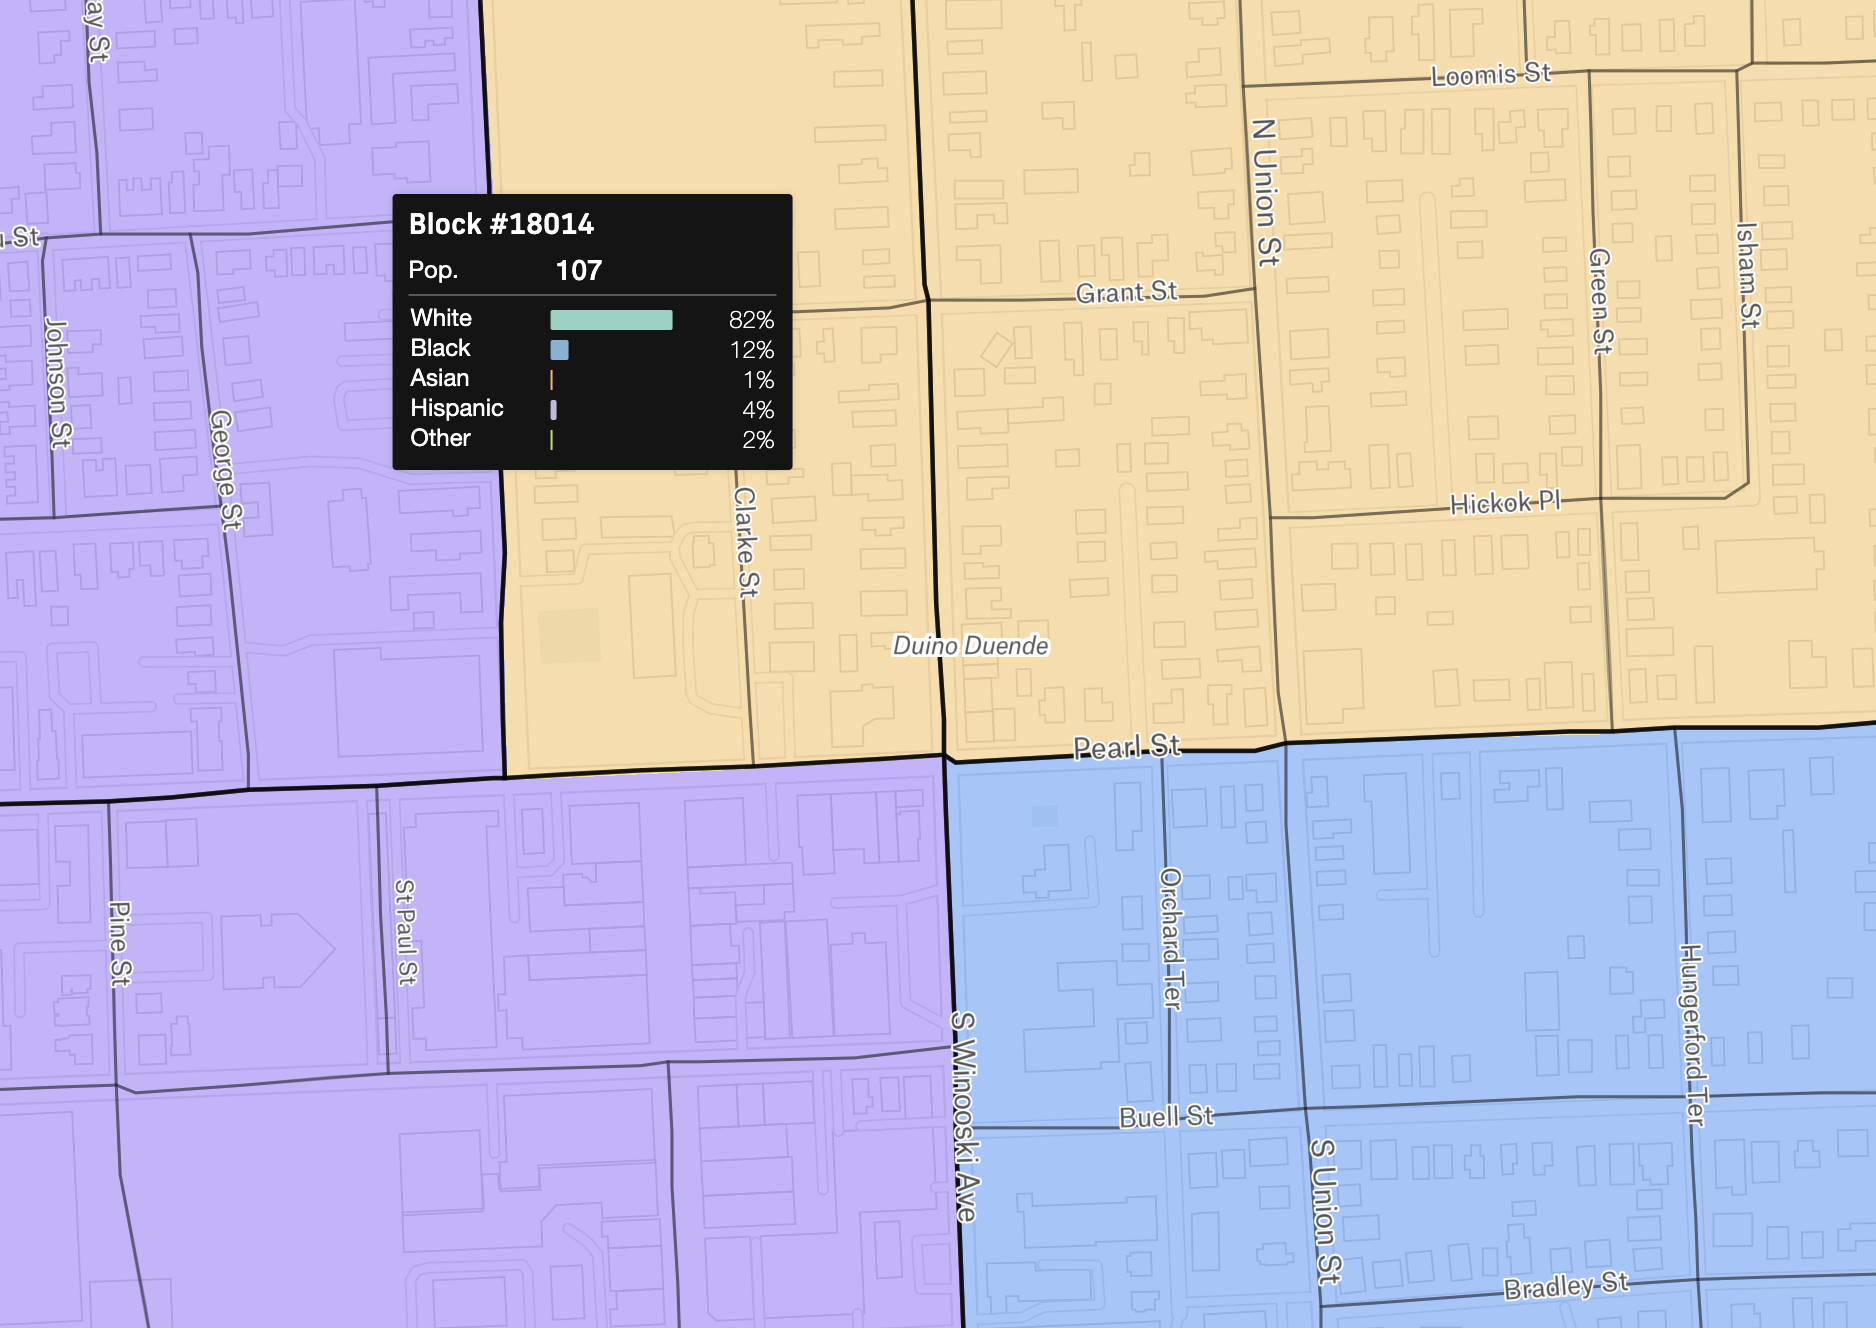 ay St
Loomis St
N Union St
Block #18014
Pop. 107
White 82%
Black 12%
Asian 1%
Hispanic 4%
Other 2%
St
Isham St
Green St
Grant St
Johnson St
George St
Clarke St
Hickok Pl
Duino Duende
Pearl St
Orchard Ter
St Paul St
Pine St
Hungerford Ter
S Winooski Ave
Buell St
S Union St
Bradley St